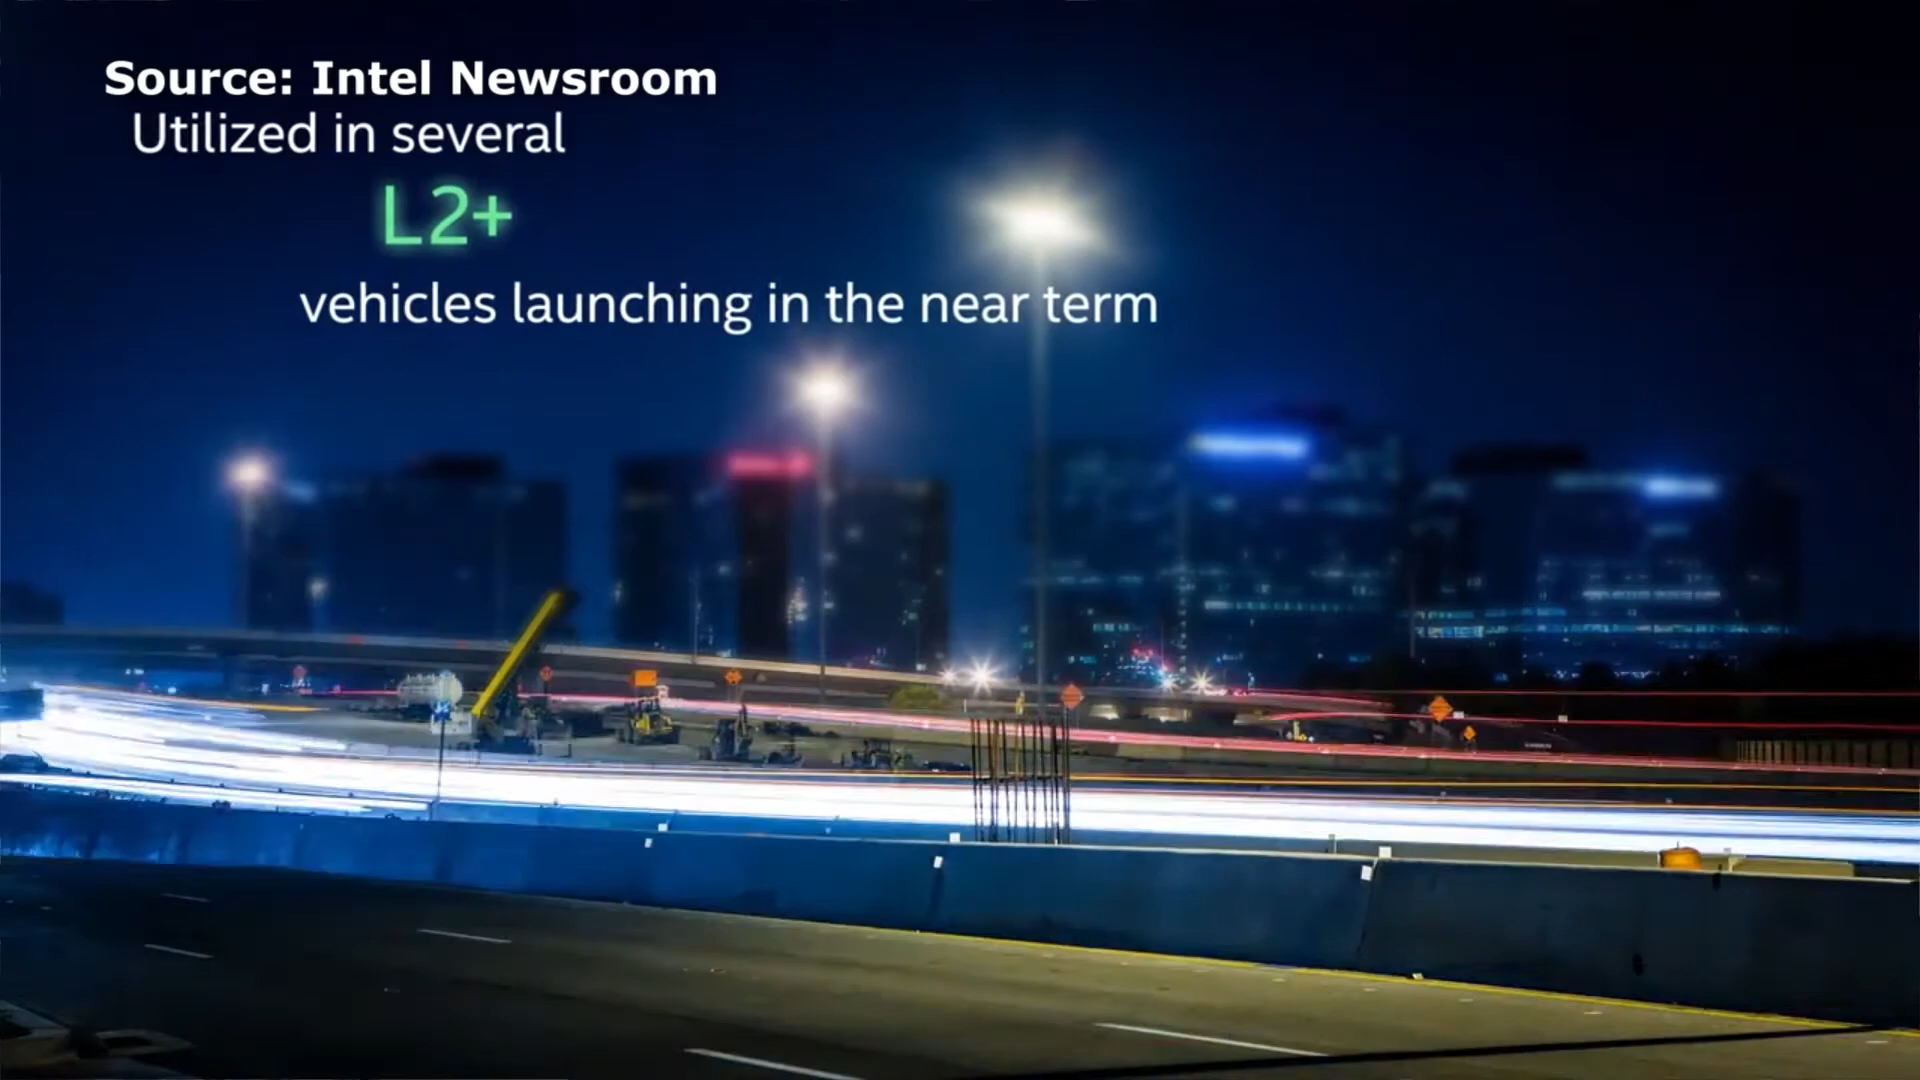 Source: Intel Newsroom
Utilized in several
L2+
vehicles launching in the near term